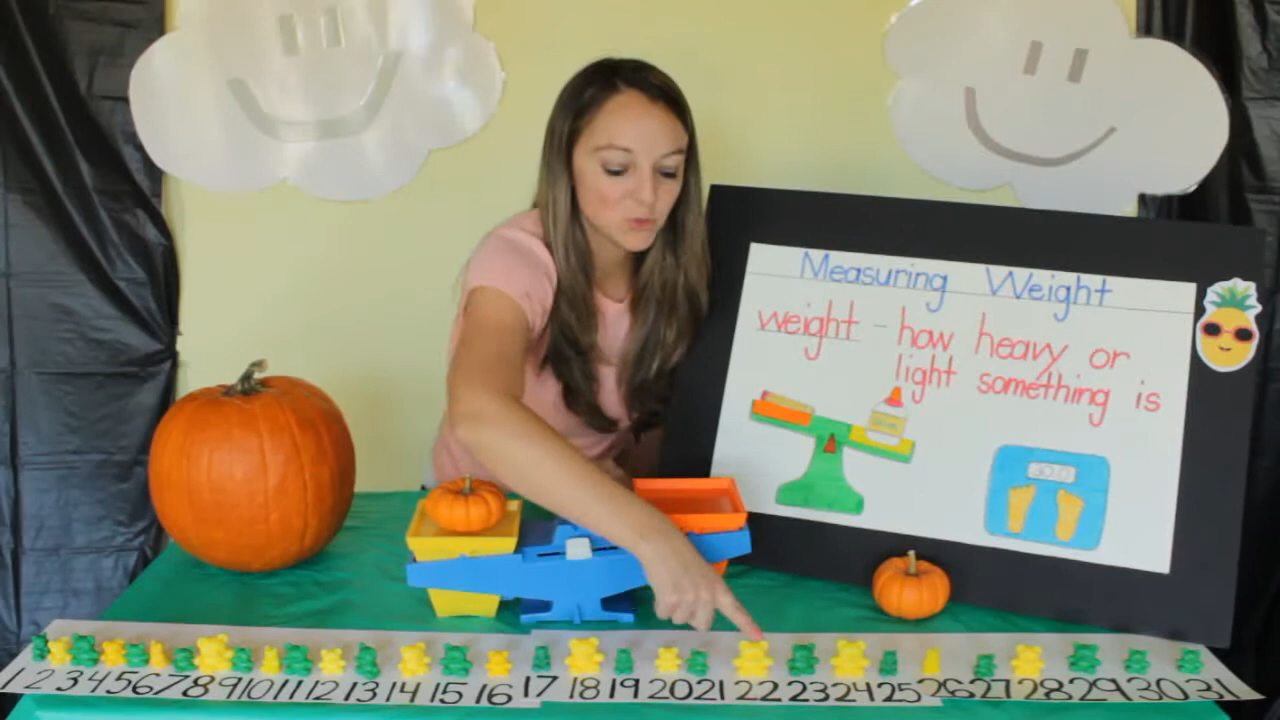 Measuring Weight
weight - how heavy or
light something is
1 2 3 4 5 6 7 8 9 10 11 12 13 14 15 16 17 18 19 20 21 22 23 24 25 26 27 28 29 30 31